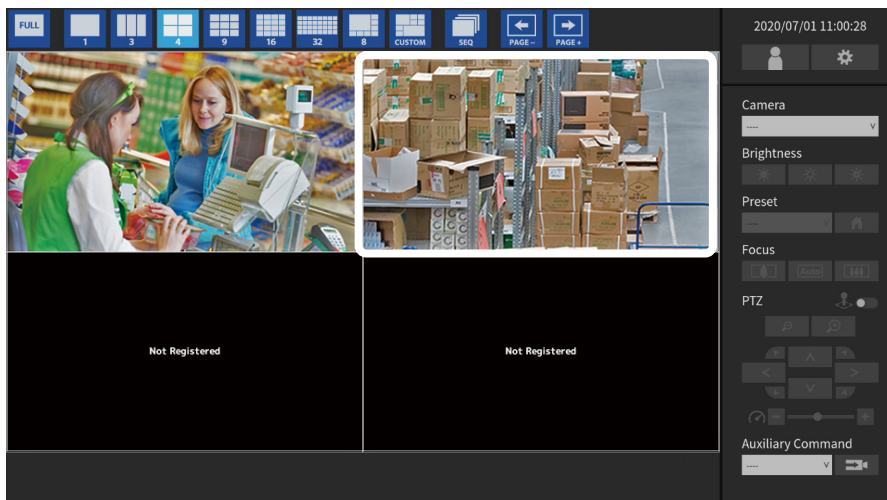 FULL
1
3
4
9
16
32
8
CUSTOM
SEQ
PAGE−
PAGE+
2020/07/01 11:00:28
Camera
----
Brightness
Preset
----
Focus
Auto
PTZ
Auxiliary Command
----
Not Registered
Not Registered